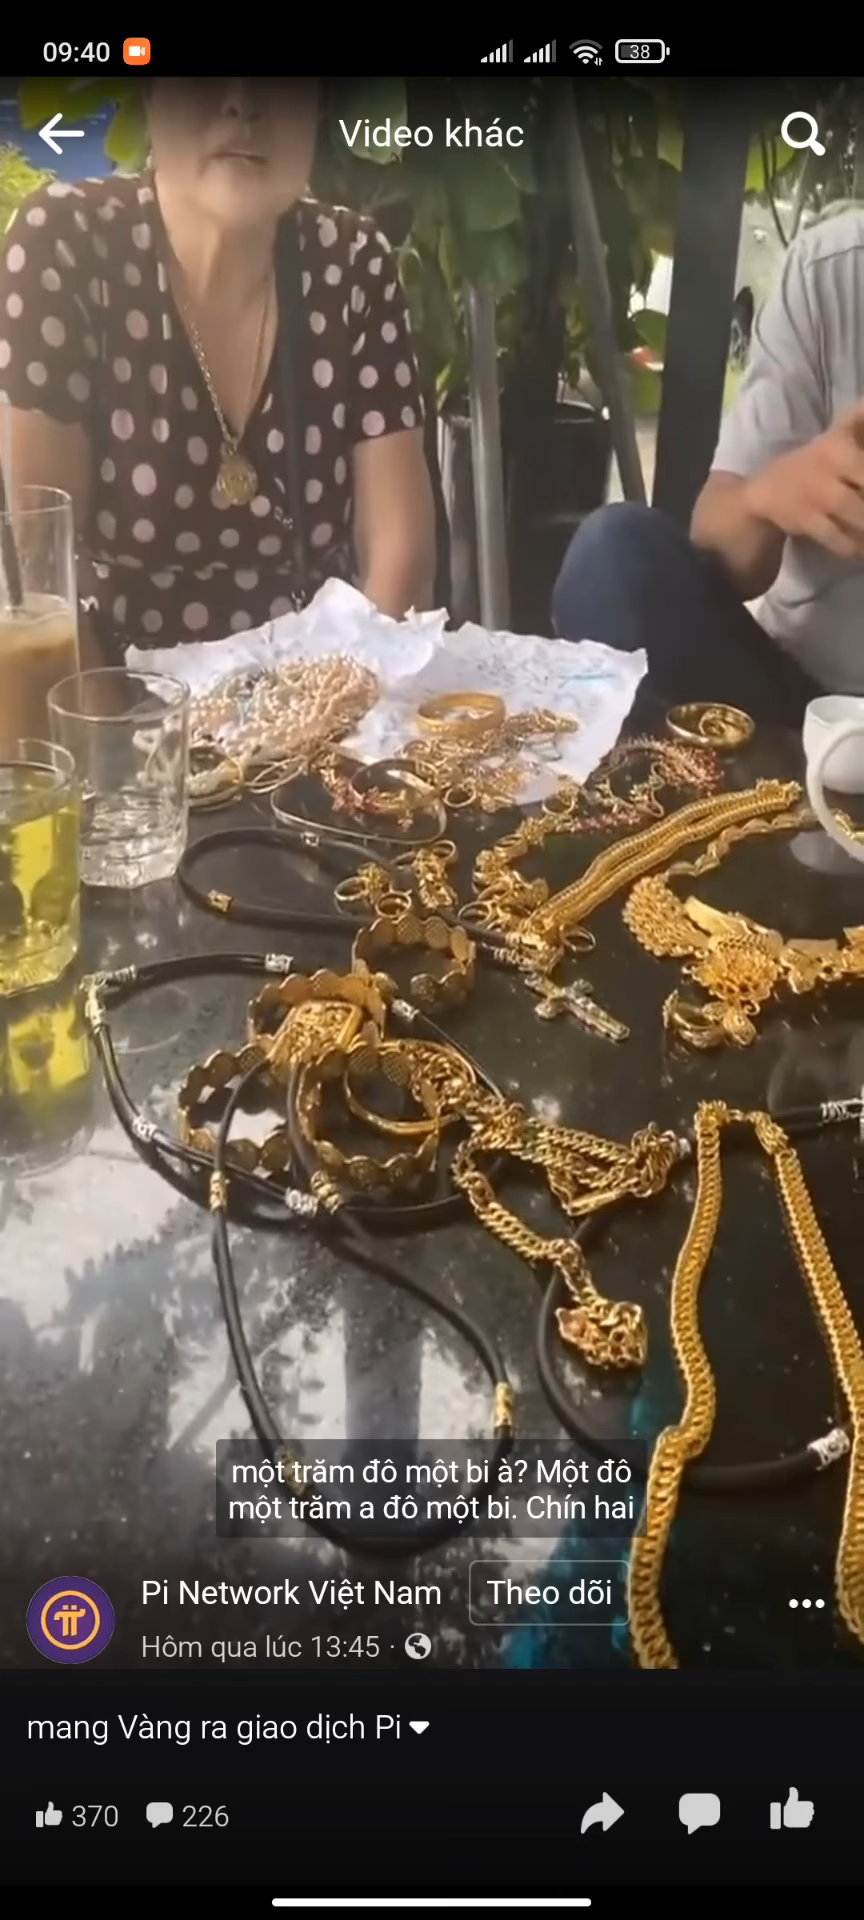 09:40
38
Video khác
một trăm đô một bi à? Một đô
một trăm a đô một bi. Chín hai
Pi Network Việt Nam
Theo dõi
Hôm qua lúc 13:45 ·
mang Vàng ra giao dịch Pi
370
226